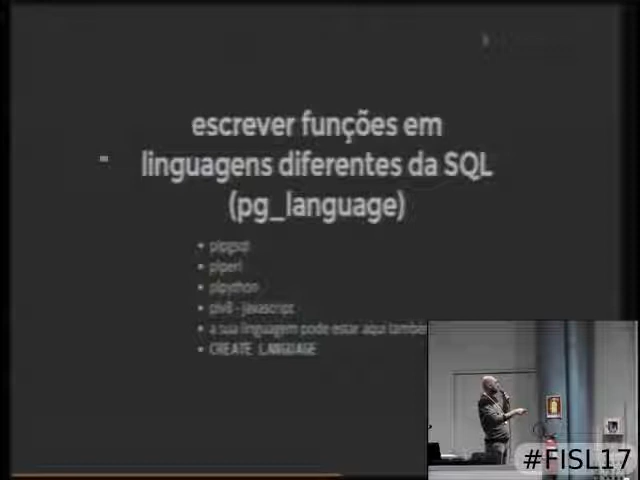 escrever funções em
linguagens diferentes da SQL
(pg_language)
• plpgsql
• plperl
• plpython
• plv8 - javascript
• a sua linguagem pode estar aqui também
• CREATE LANGUAGE
#FISL17